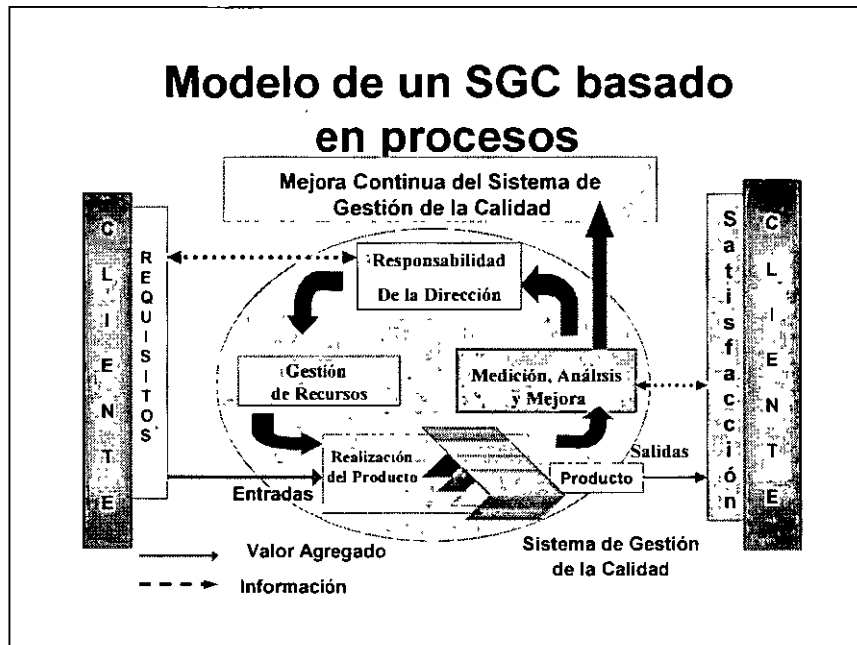 Modelo de un SGC basado
en procesos
Mejora Continua del Sistema de
Gestión de la Calidad
CLIENTE
REQUISITOS
Responsabilidad
De la Dirección
Gestión
de Recursos
Medición, Análisis
y Mejora
Realización
del Producto
Entradas
Producto
Salidas
Satisfacción
CLIENTE
Valor Agregado
Información
Sistema de Gestión
de la Calidad